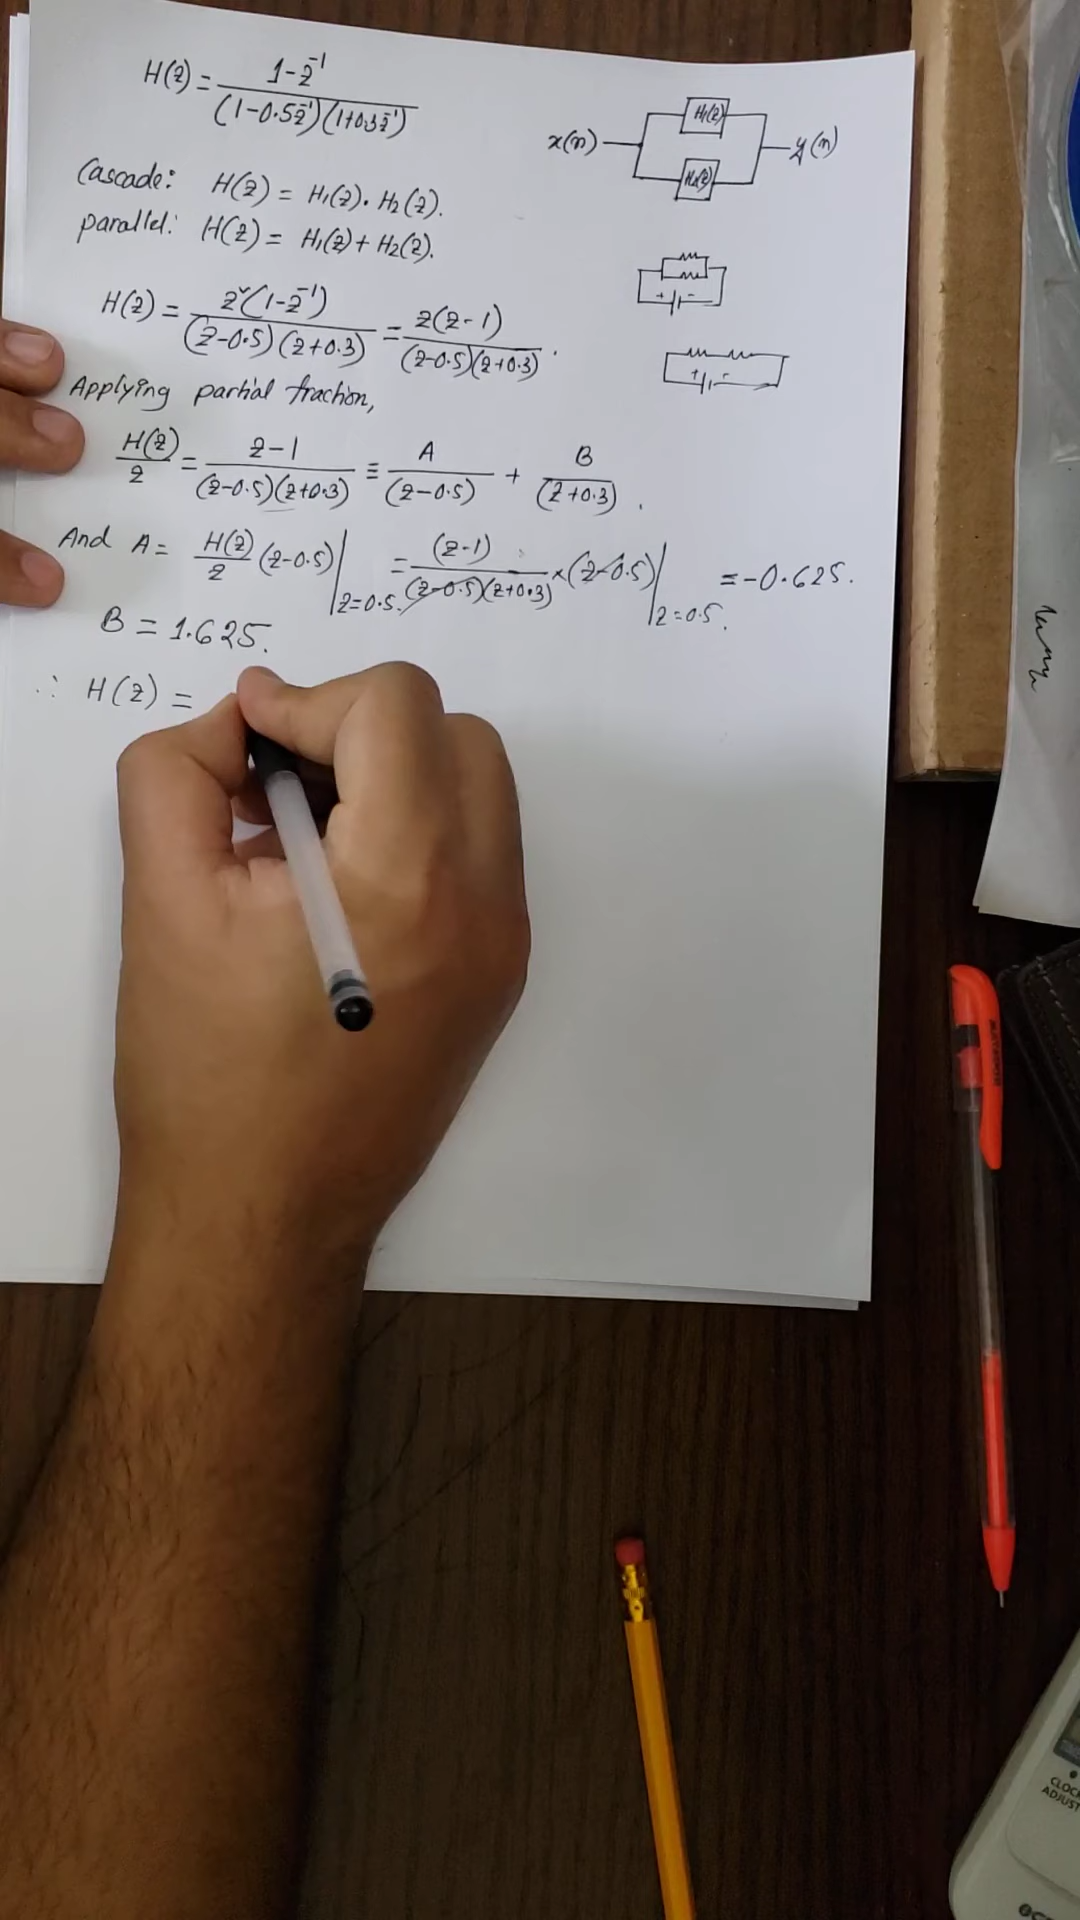 H(z) = 1-z⁻¹ / (1-0.5z⁻¹)(1+0.3z⁻¹)
Cascade: H(z) = H₁(z). H₂(z).
parallel: H(z) = H₁(z) + H₂(z).
x(n)
H₁(z)
H₂(z)
y(n)
+ -
+ -
H(z) = z²(1-z⁻¹) / (z-0.5)(z+0.3) = z(z-1) / (z-0.5)(z+0.3) .
Applying partial fraction,
H(z)/z = z-1 / (z-0.5)(z+0.3) ≡ A / (z-0.5) + B / (z+0.3) .
And A = H(z)/z (z-0.5) | z=0.5. = (z-1) / (z-0.5)(z+0.3) × (z-0.5) | z=0.5. = -0.625.
B = 1.625.
∴ H(z) =
CLOCK
ADJUST